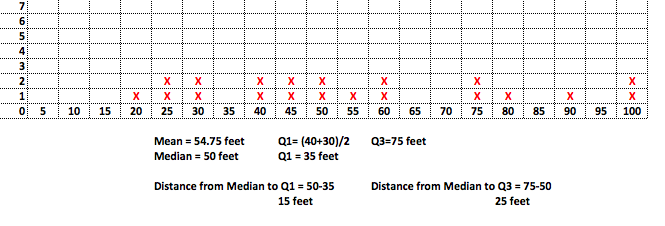 7
6
5
4
3
2 X X X X X X X X
1 X X X X X X X X X X X X
0 5 10 15 20 25 30 35 40 45 50 55 60 65 70 75 80 85 90 95 100
Mean = 54.75 feet Q1= (40+30)/2 Q3=75 feet
Median = 50 feet Q1 = 35 feet
Distance from Median to Q1 = 50-35 Distance from Median to Q3 = 75-50
15 feet 25 feet